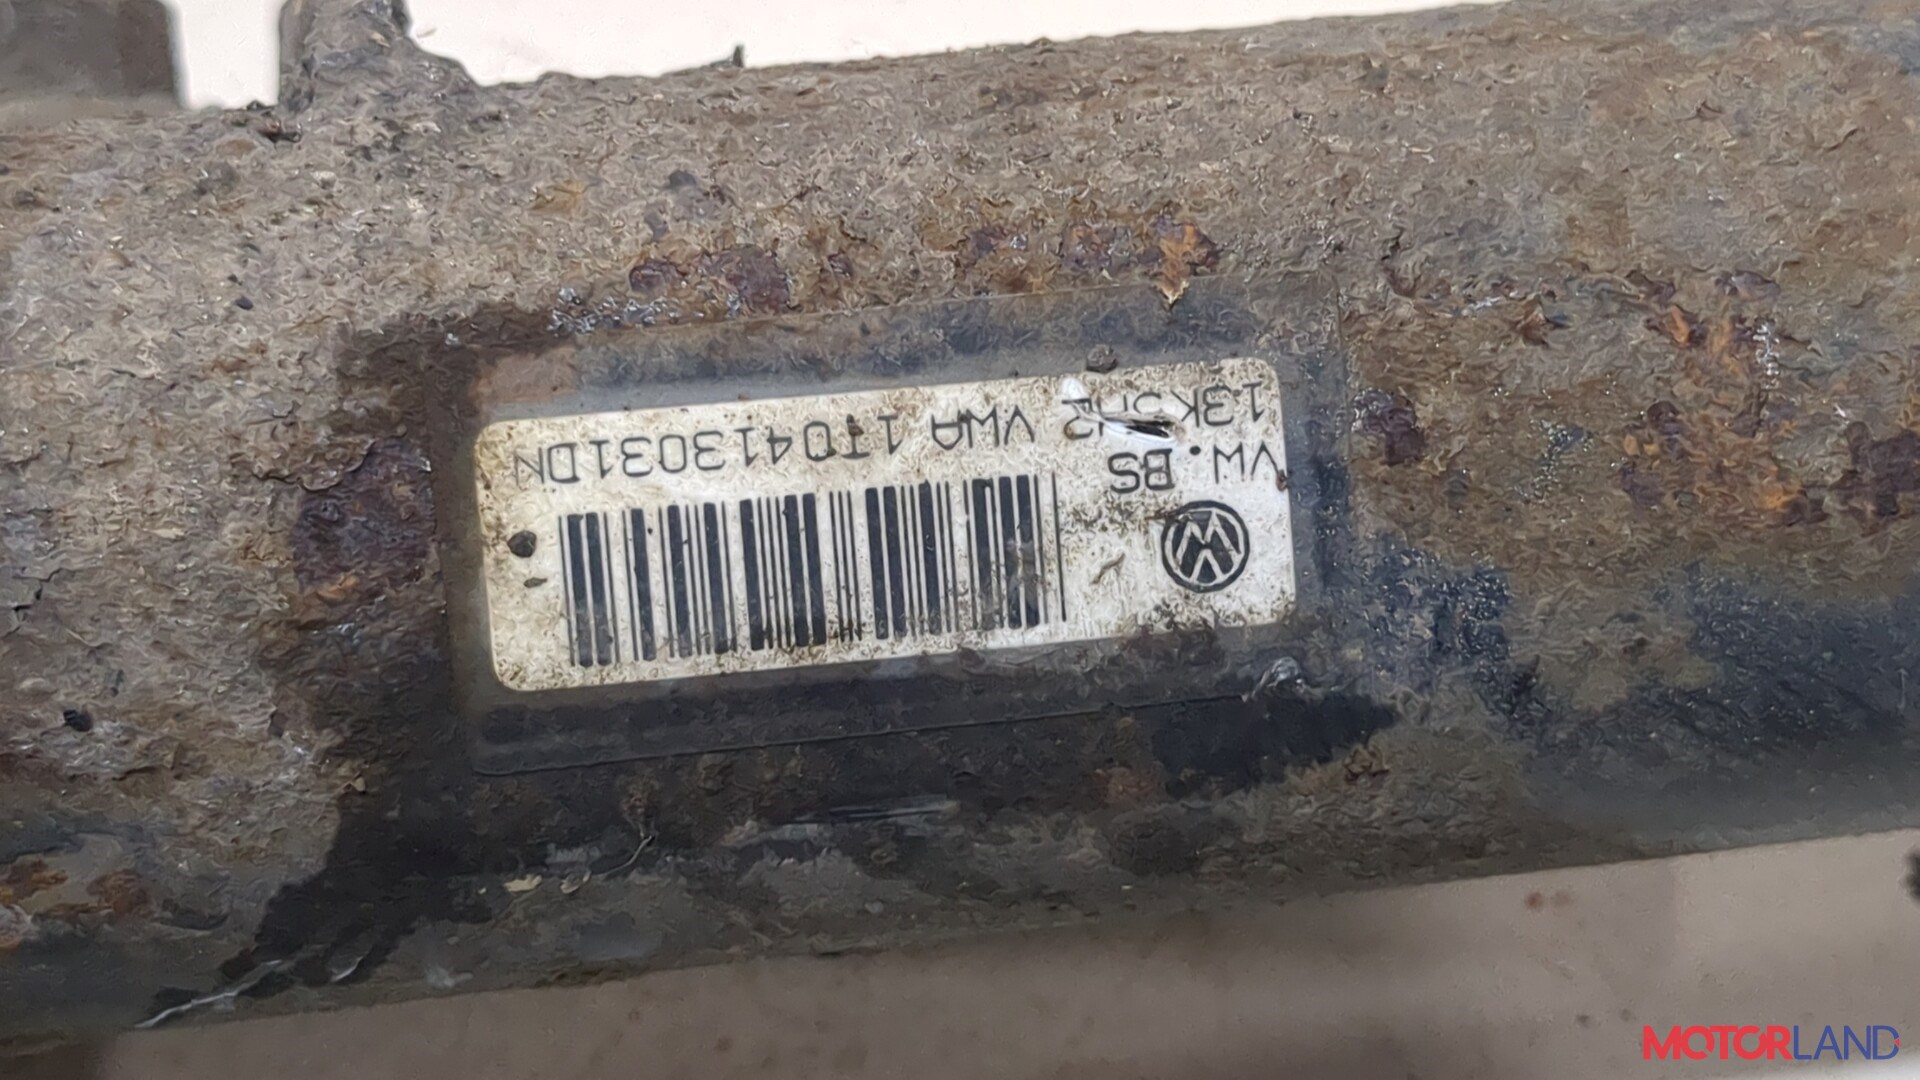 VW. BS
VWA 1T0413031DN
MOTORLAND